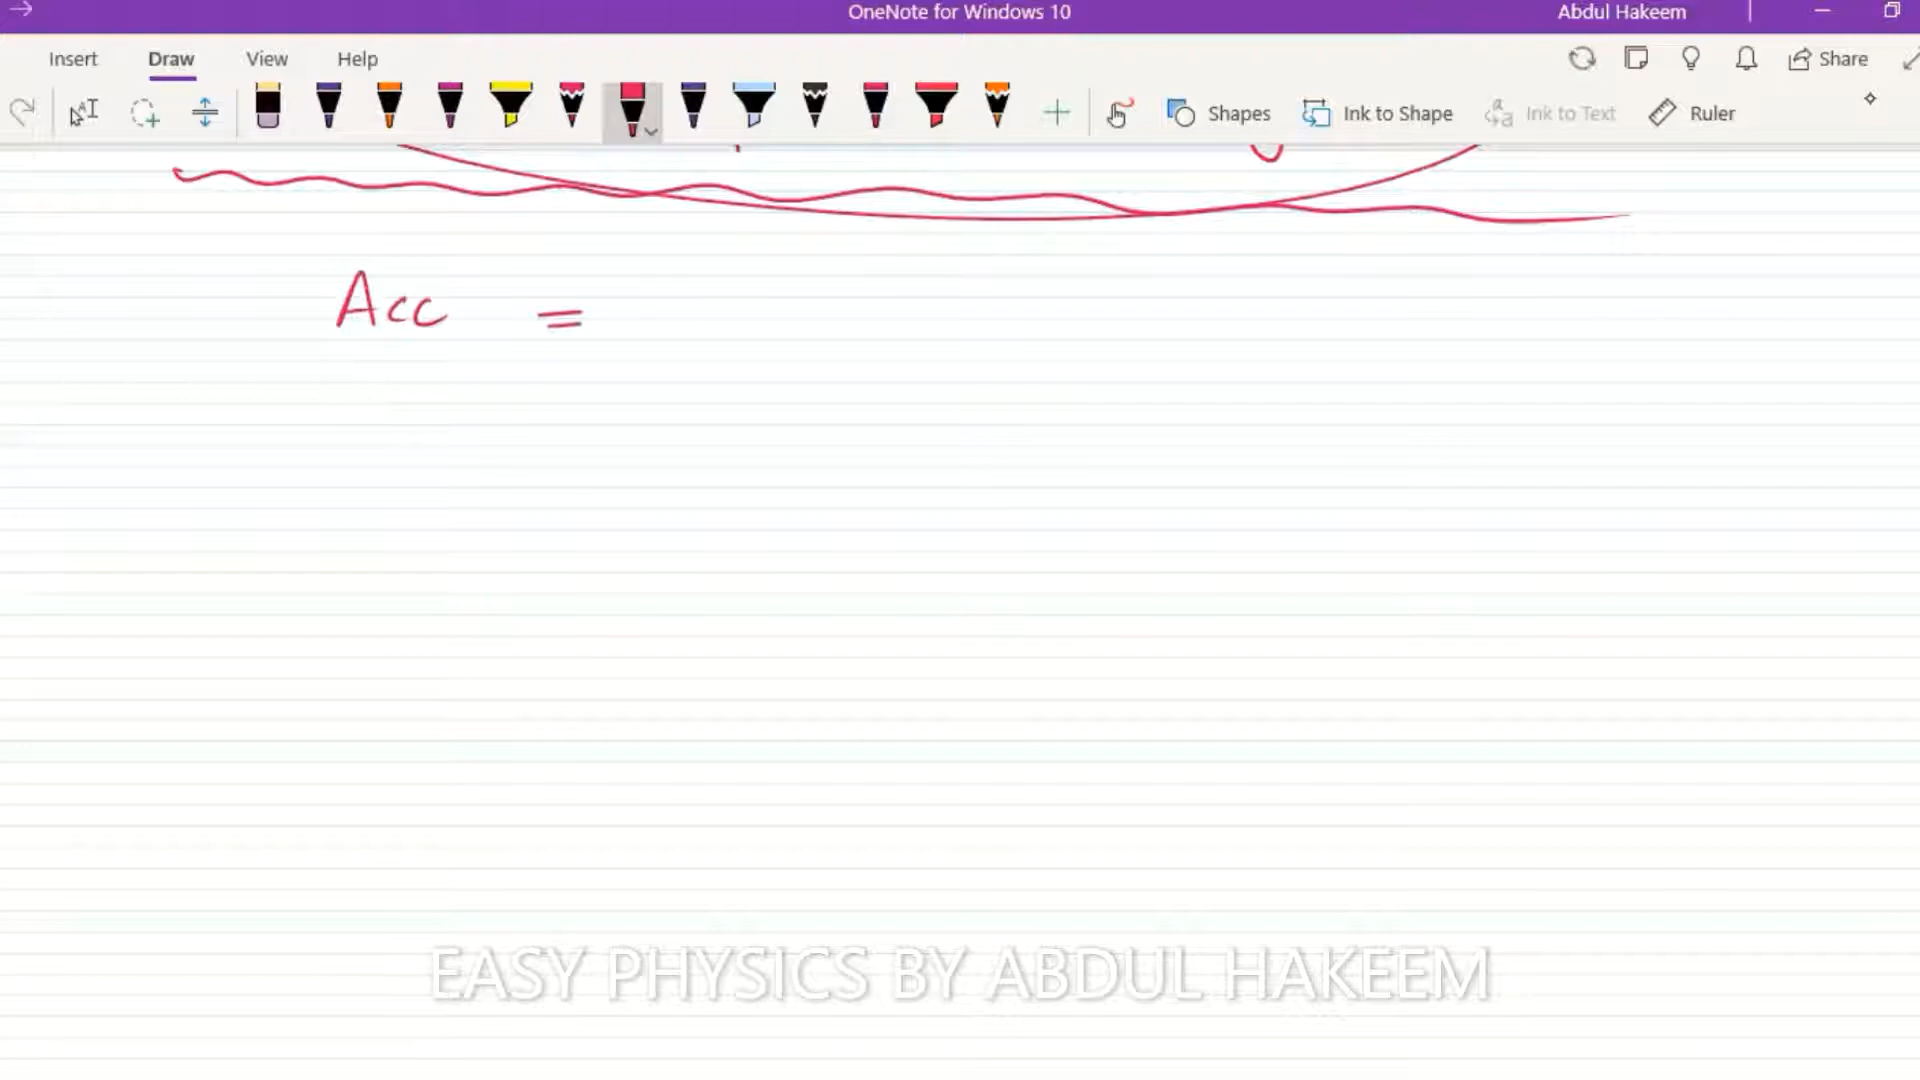 OneNote for Windows 10 Abdul Hakeem
Insert Draw View Help Share
Shapes Ink to Shape Ink to Text Ruler
Acc =
EASY PHYSICS BY ABDUL HAKEEM